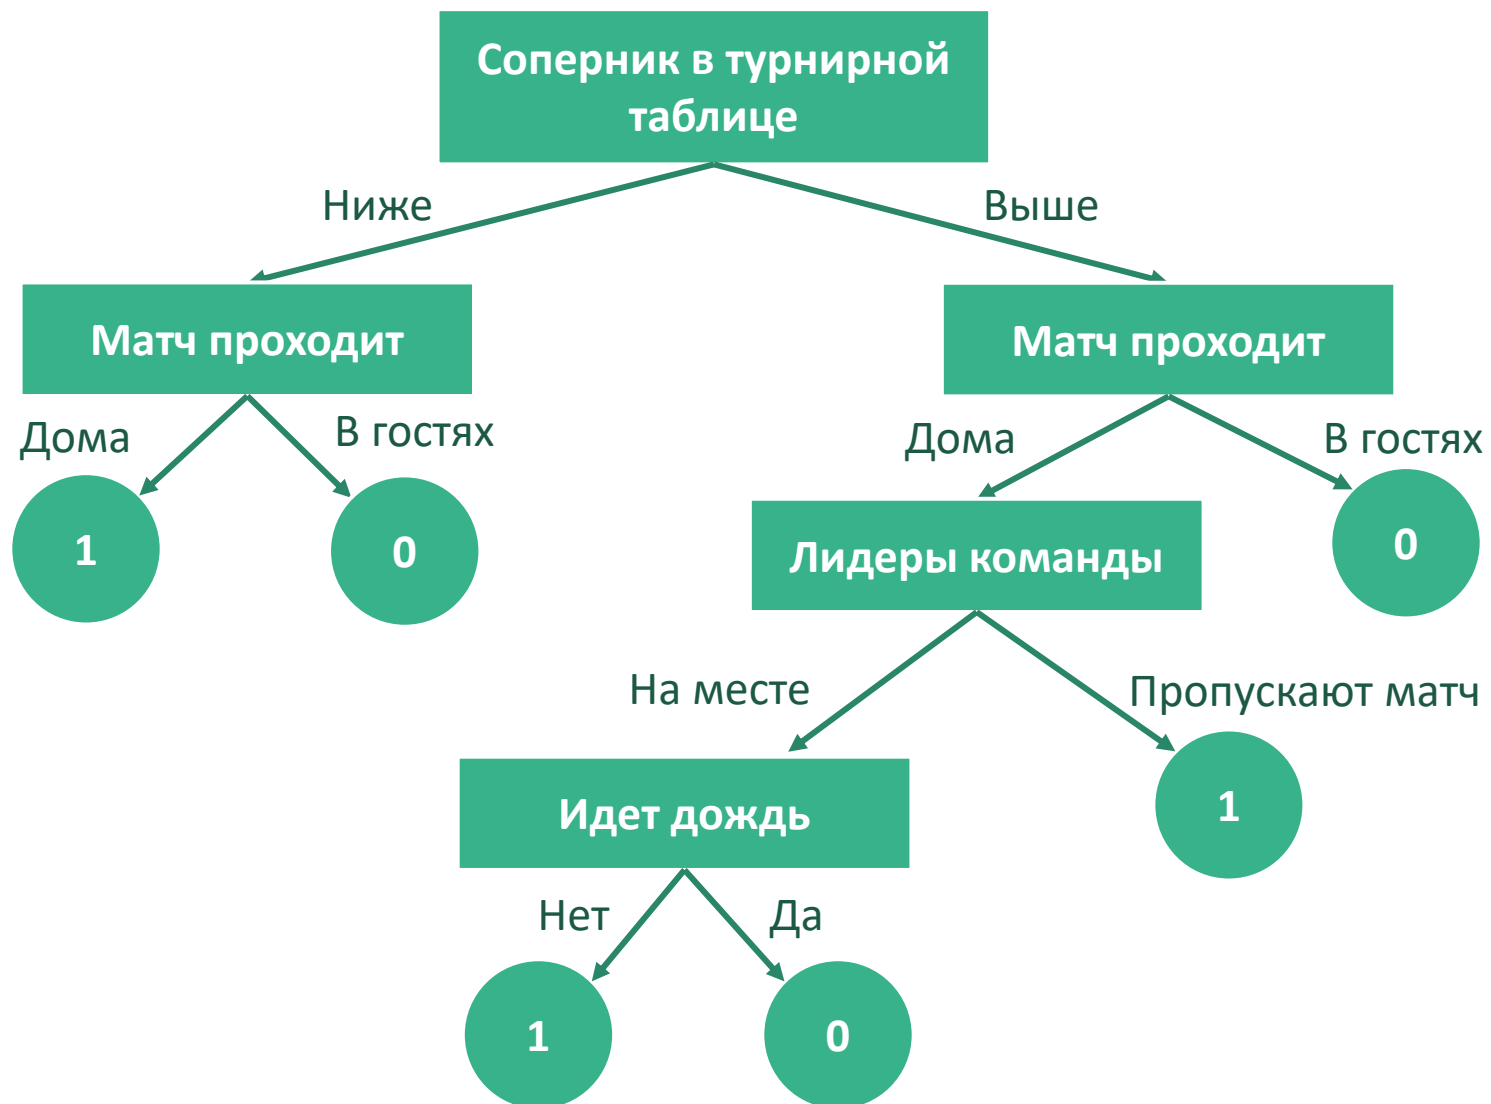 Соперник в турнирной
таблице
Ниже
Выше
Матч проходит
Матч проходит
Дома
В гостях
Дома
В гостях
1
0
Лидеры команды
0
На месте
Пропускают матч
Идет дождь
1
Нет
Да
1
0